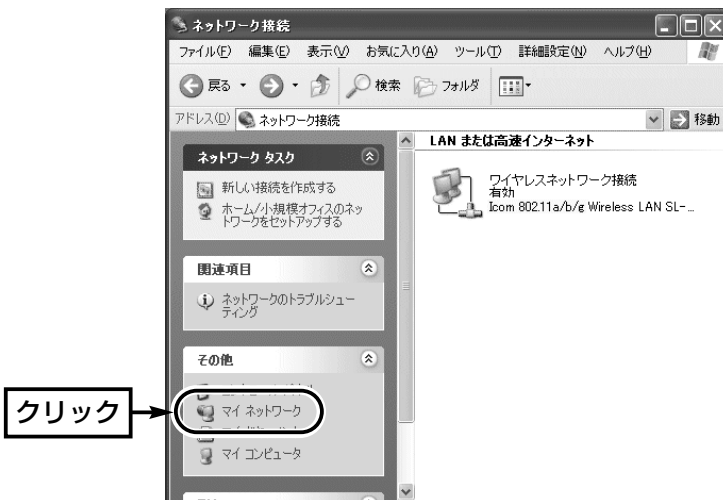 ネットワーク接続
ファイル(F) 編集(E) 表示(V) お気に入り(A) ツール(T) 詳細設定(N) ヘルプ(H)
戻る 検索 フォルダ
アドレス(D) ネットワーク接続 移動
ネットワーク タスク
新しい接続を作成する
ホーム/小規模オフィスのネッ
トワークをセットアップする
関連項目
ネットワークのトラブルシュー
ティング
その他
マイ ネットワーク
マイ コンピュータ
LAN または高速インターネット
ワイヤレスネットワーク接続
有効
Icom 802.11a/b/g Wireless LAN SL-...
クリック